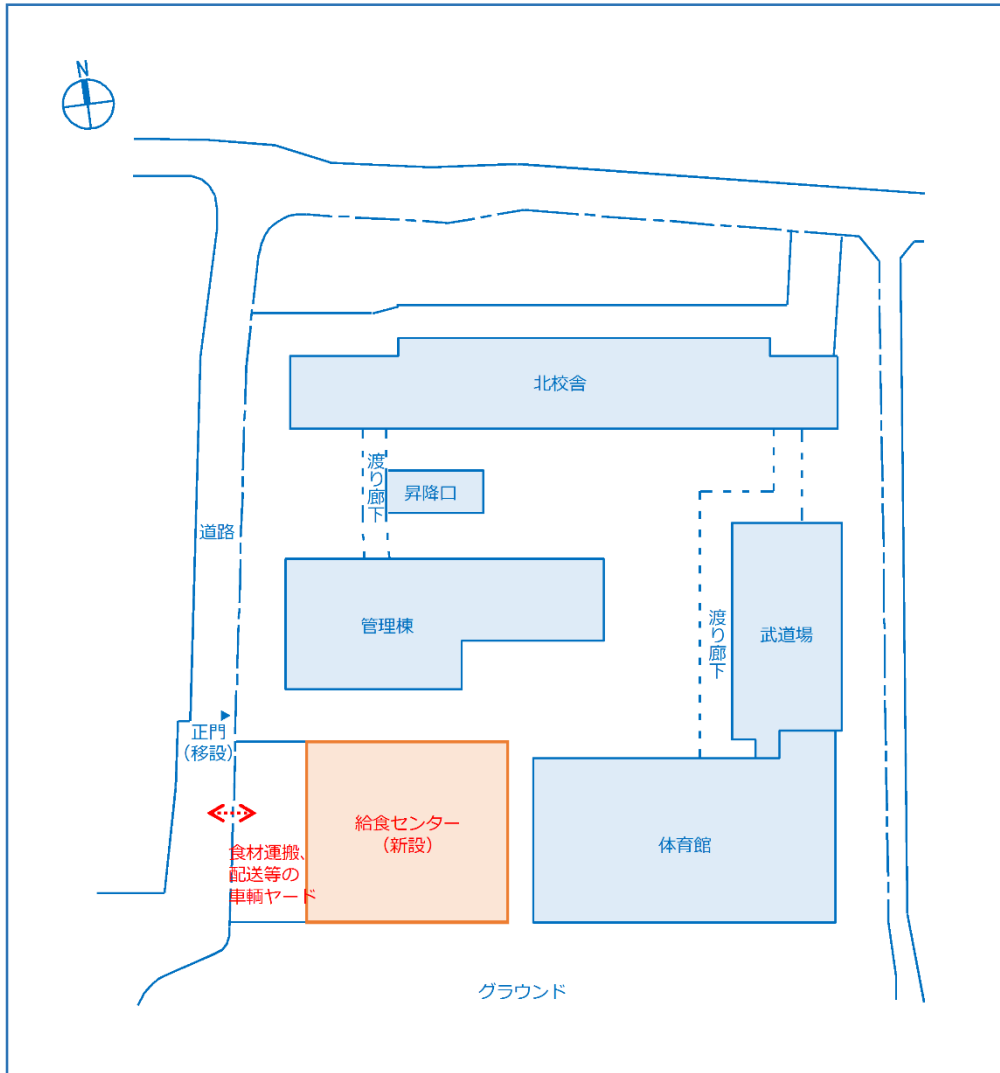 N
北校舎
渡り廊下
昇降口
道路
管理棟
渡り廊下
武道場
正門
（移設）
給食センター
（新設）
体育館
食材運搬、
配送等の
車輌ヤード
グラウンド